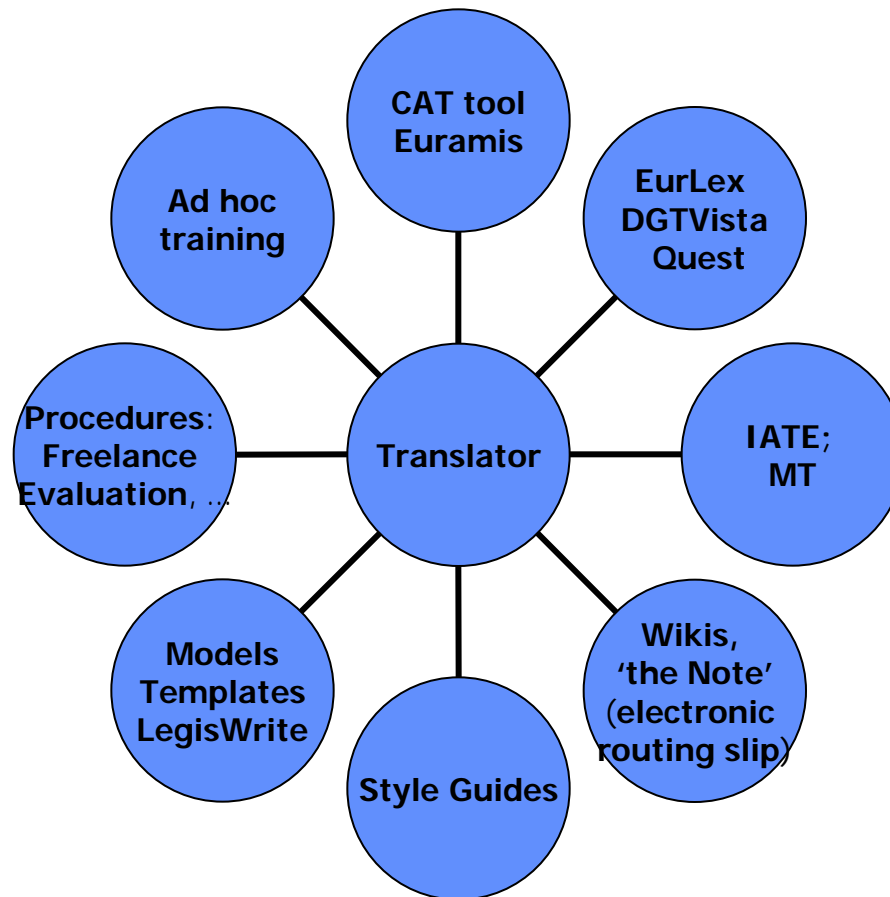 CAT tool
Euramis
EurLex
DGTVista
Quest
Ad hoc
training
Procedures:
Freelance
Evaluation, ...
Translator
IATE;
MT
Models
Templates
LegisWrite
Wikis,
‘the Note’
(electronic
routing slip)
Style Guides